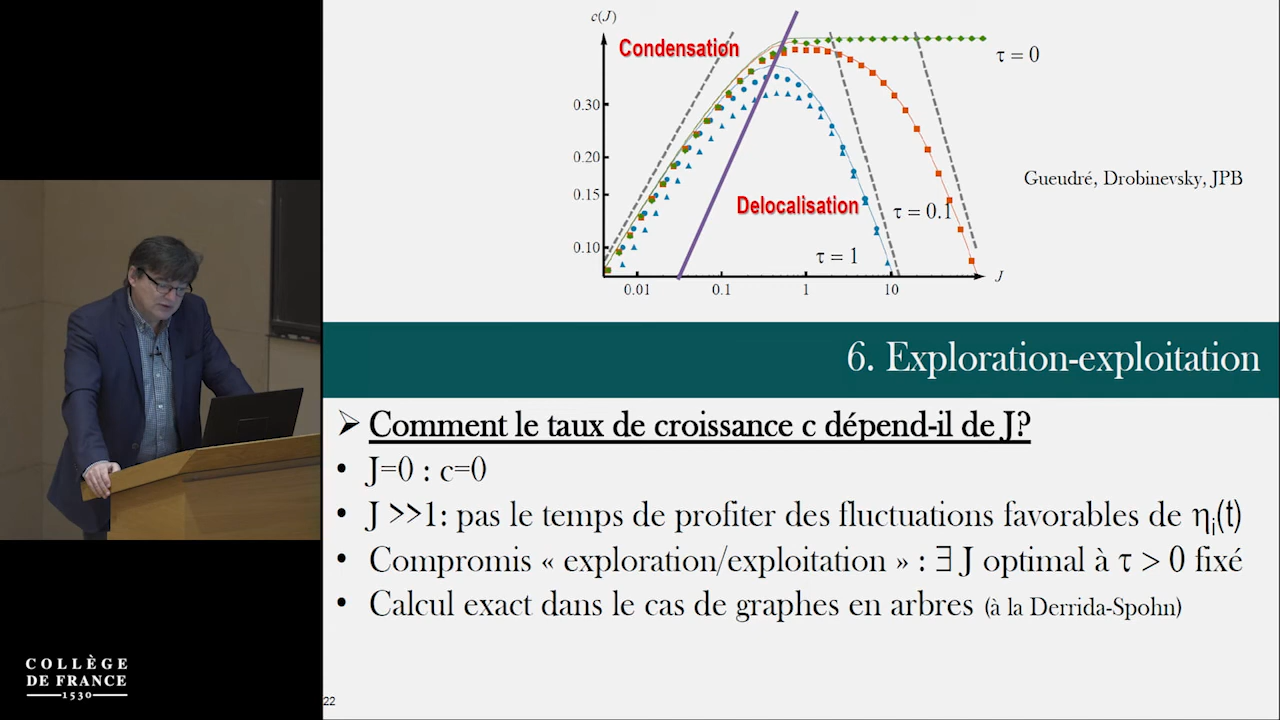 c(J)
Condensation
τ = 0
0.30
0.20
Gueudré, Drobinevsky, JPB
0.15
Delocalisation
τ = 0.1
0.10
τ = 1
J
0.01 0.1 1 10
6. Exploration-exploitation
➢ Comment le taux de croissance c dépend-il de J?
• J=0 : c=0
• J >>1: pas le temps de profiter des fluctuations favorables de ηi(t)
• Compromis « exploration/exploitation » : ∃ J optimal à τ > 0 fixé
• Calcul exact dans le cas de graphes en arbres (à la Derrida-Spohn)
COLLÈGE
DE FRANCE
1530
22